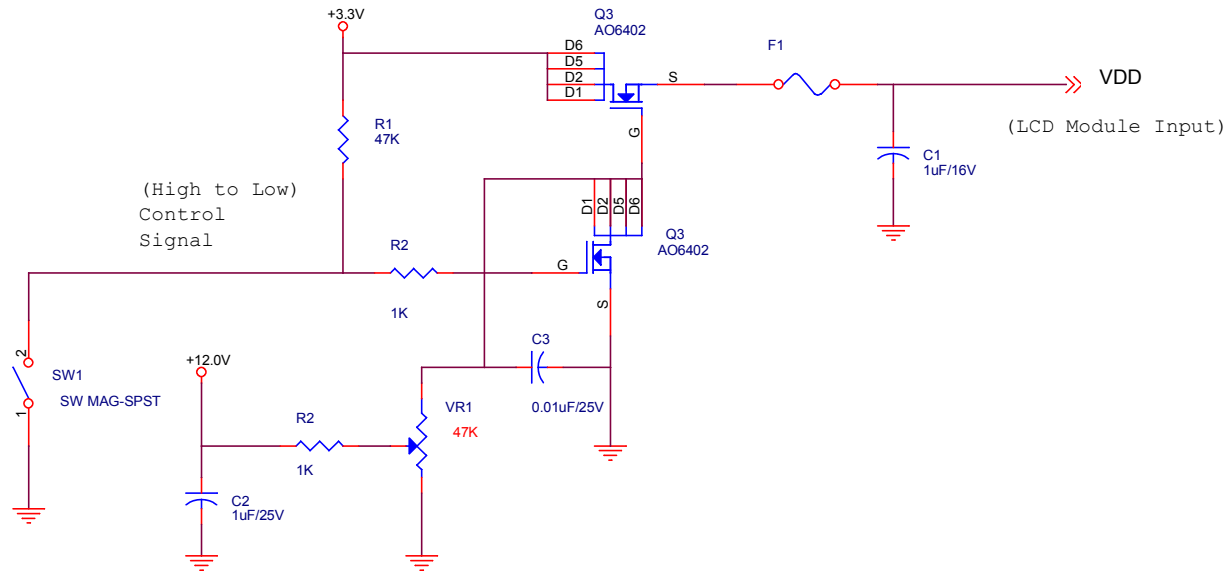 +3.3V
Q3
AO6402
F1
D6
D5
D2
D1
S
G
VDD
(LCD Module Input)
R1
47K
C1
1uF/16V
(High to Low)
Control
Signal
D1
D2
D5
D6
Q3
AO6402
R2
1K
G
S
2
1
SW1
SW MAG-SPST
+12.0V
C3
0.01uF/25V
R2
1K
VR1
47K
C2
1uF/25V